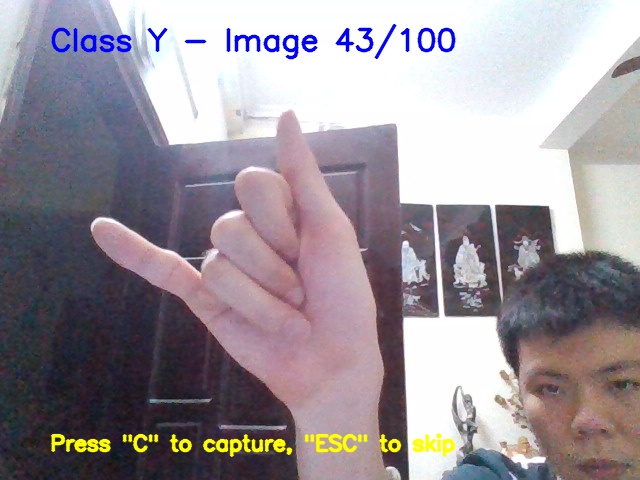 Class Y - Image 43/100
Press "C" to capture, "ESC" to skip